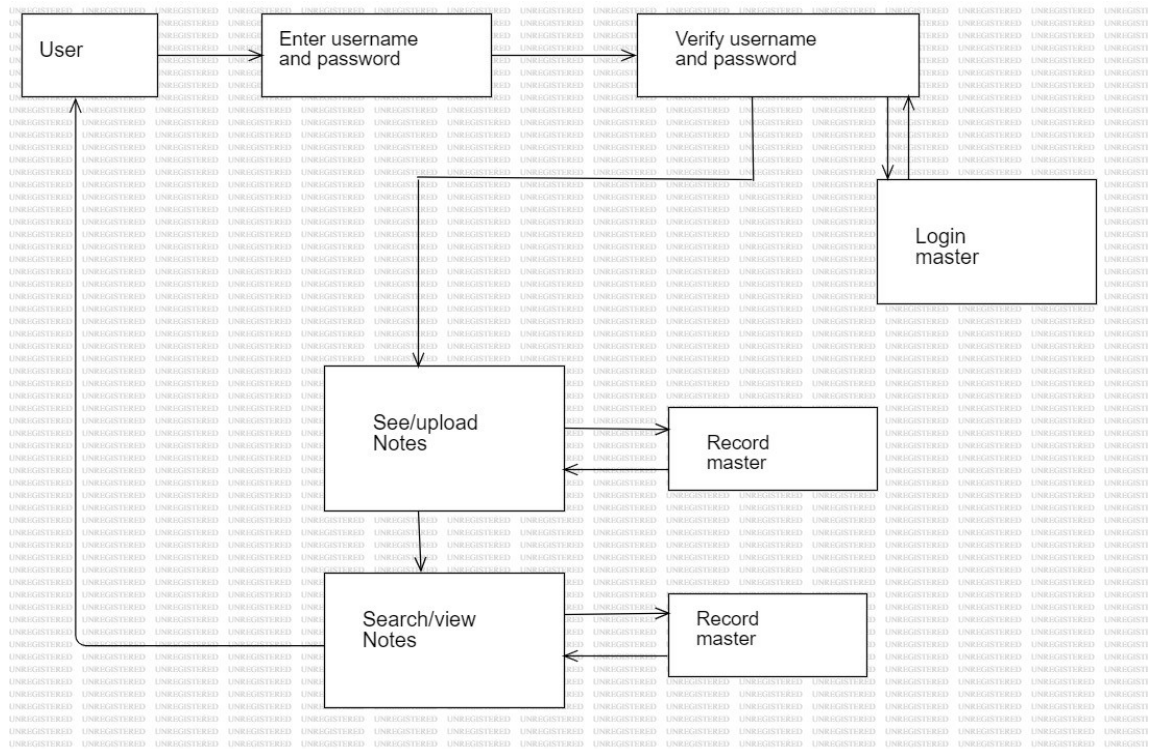 User
Enter username
and password
Verify username
and password
Login
master
See/upload
Notes
Record
master
Search/view
Notes
Record
master
UNREGISTERED